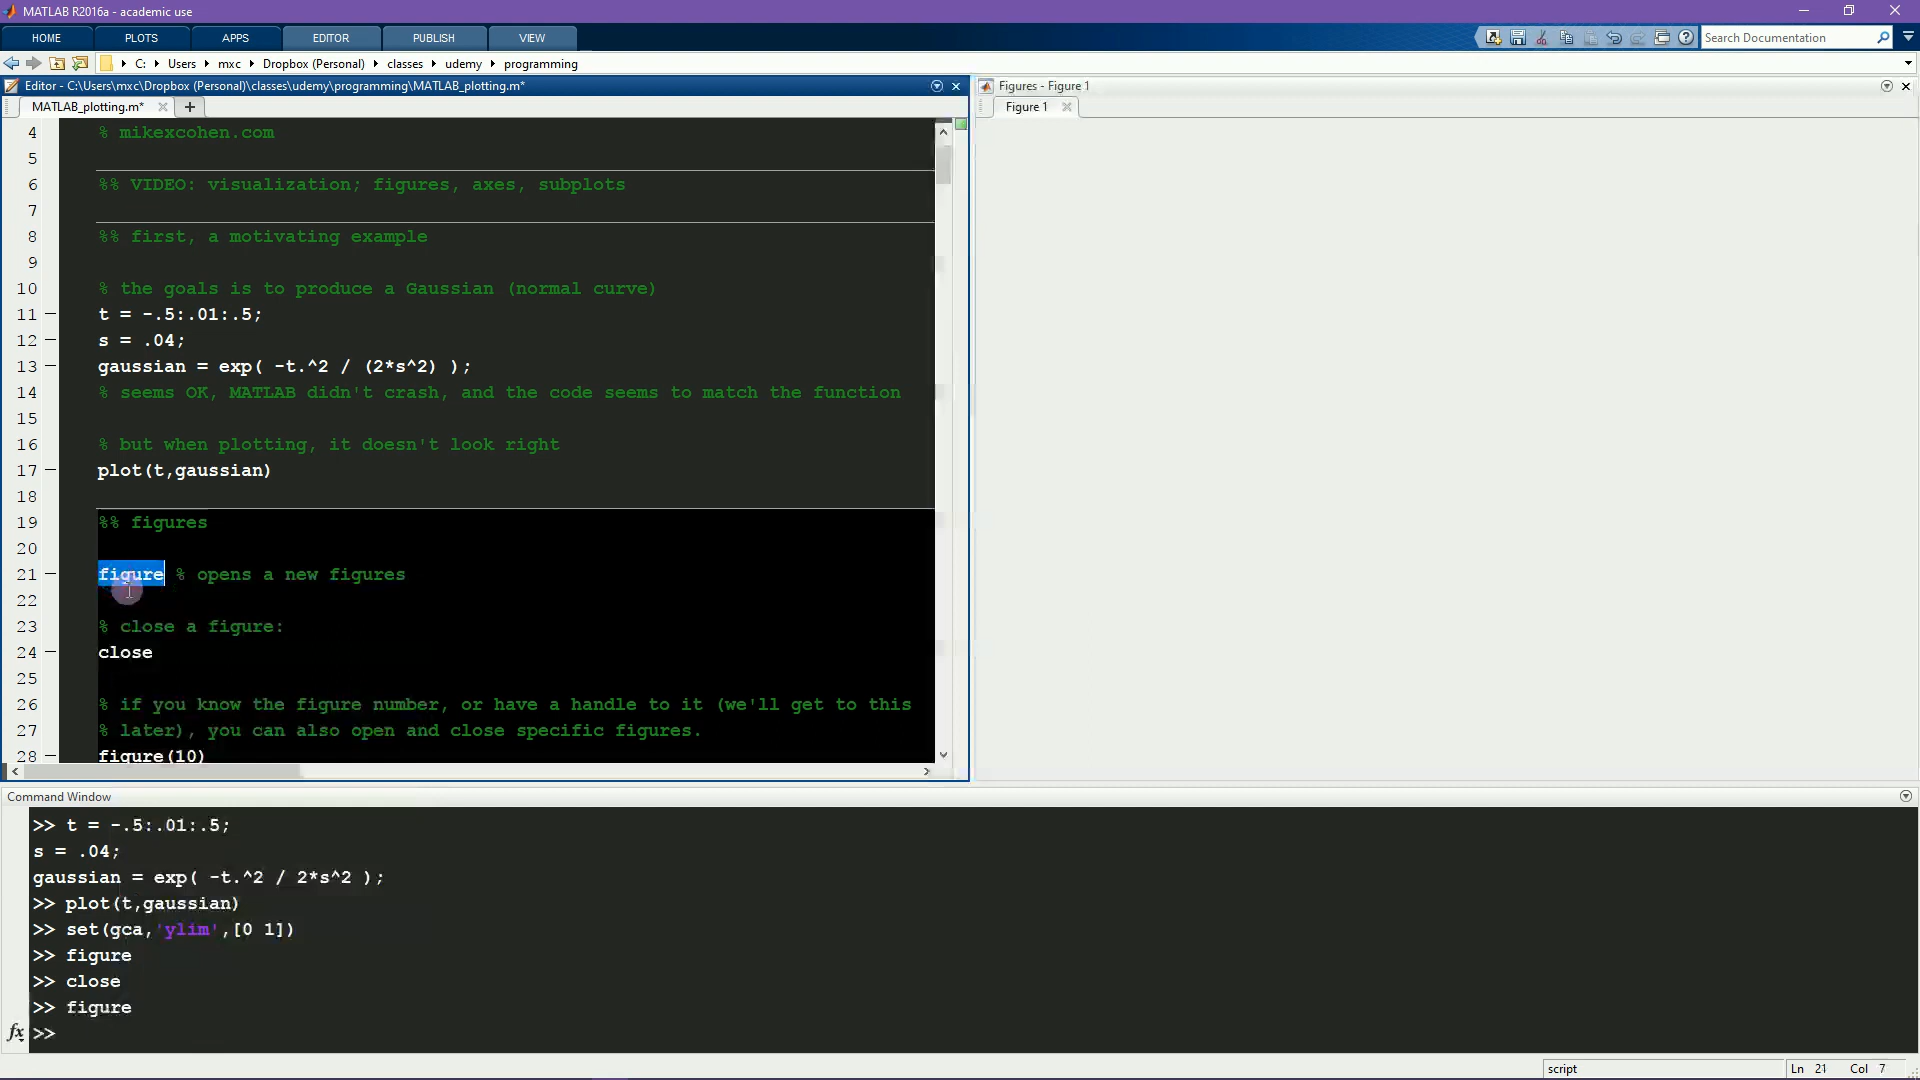 MATLAB R2016a - academic use
HOME PLOTS APPS EDITOR PUBLISH VIEW Search Documentation
C: Users mxc Dropbox (Personal) classes udemy programming
Editor - C:\Users\mxc\Dropbox (Personal)\classes\udemy\programming\MATLAB_plotting.m*
MATLAB_plotting.m*
4 % mikexcohen.com
5
6 %% VIDEO: visualization; figures, axes, subplots
7
8 %% first, a motivating example
9
10 % the goals is to produce a Gaussian (normal curve)
11 t = -.5:.01:.5;
12 s = .04;
13 gaussian = exp( -t.^2 / (2*s^2) );
14 % seems OK, MATLAB didn't crash, and the code seems to match the function
15
16 % but when plotting, it doesn't look right
17 plot(t,gaussian)
18
19 %% figures
20
21 figure % opens a new figures
22
23 % close a figure:
24 close
25
26 % if you know the figure number, or have a handle to it (we'll get to this
27 % later), you can also open and close specific figures.
28 figure(10)
Figures - Figure 1
Figure 1
Command Window
>> t = -.5:.01:.5;
s = .04;
gaussian = exp( -t.^2 / 2*s^2 );
>> plot(t,gaussian)
>> set(gca,'ylim',[0 1])
>> figure
>> close
>> figure
fx >>
script Ln 21 Col 7